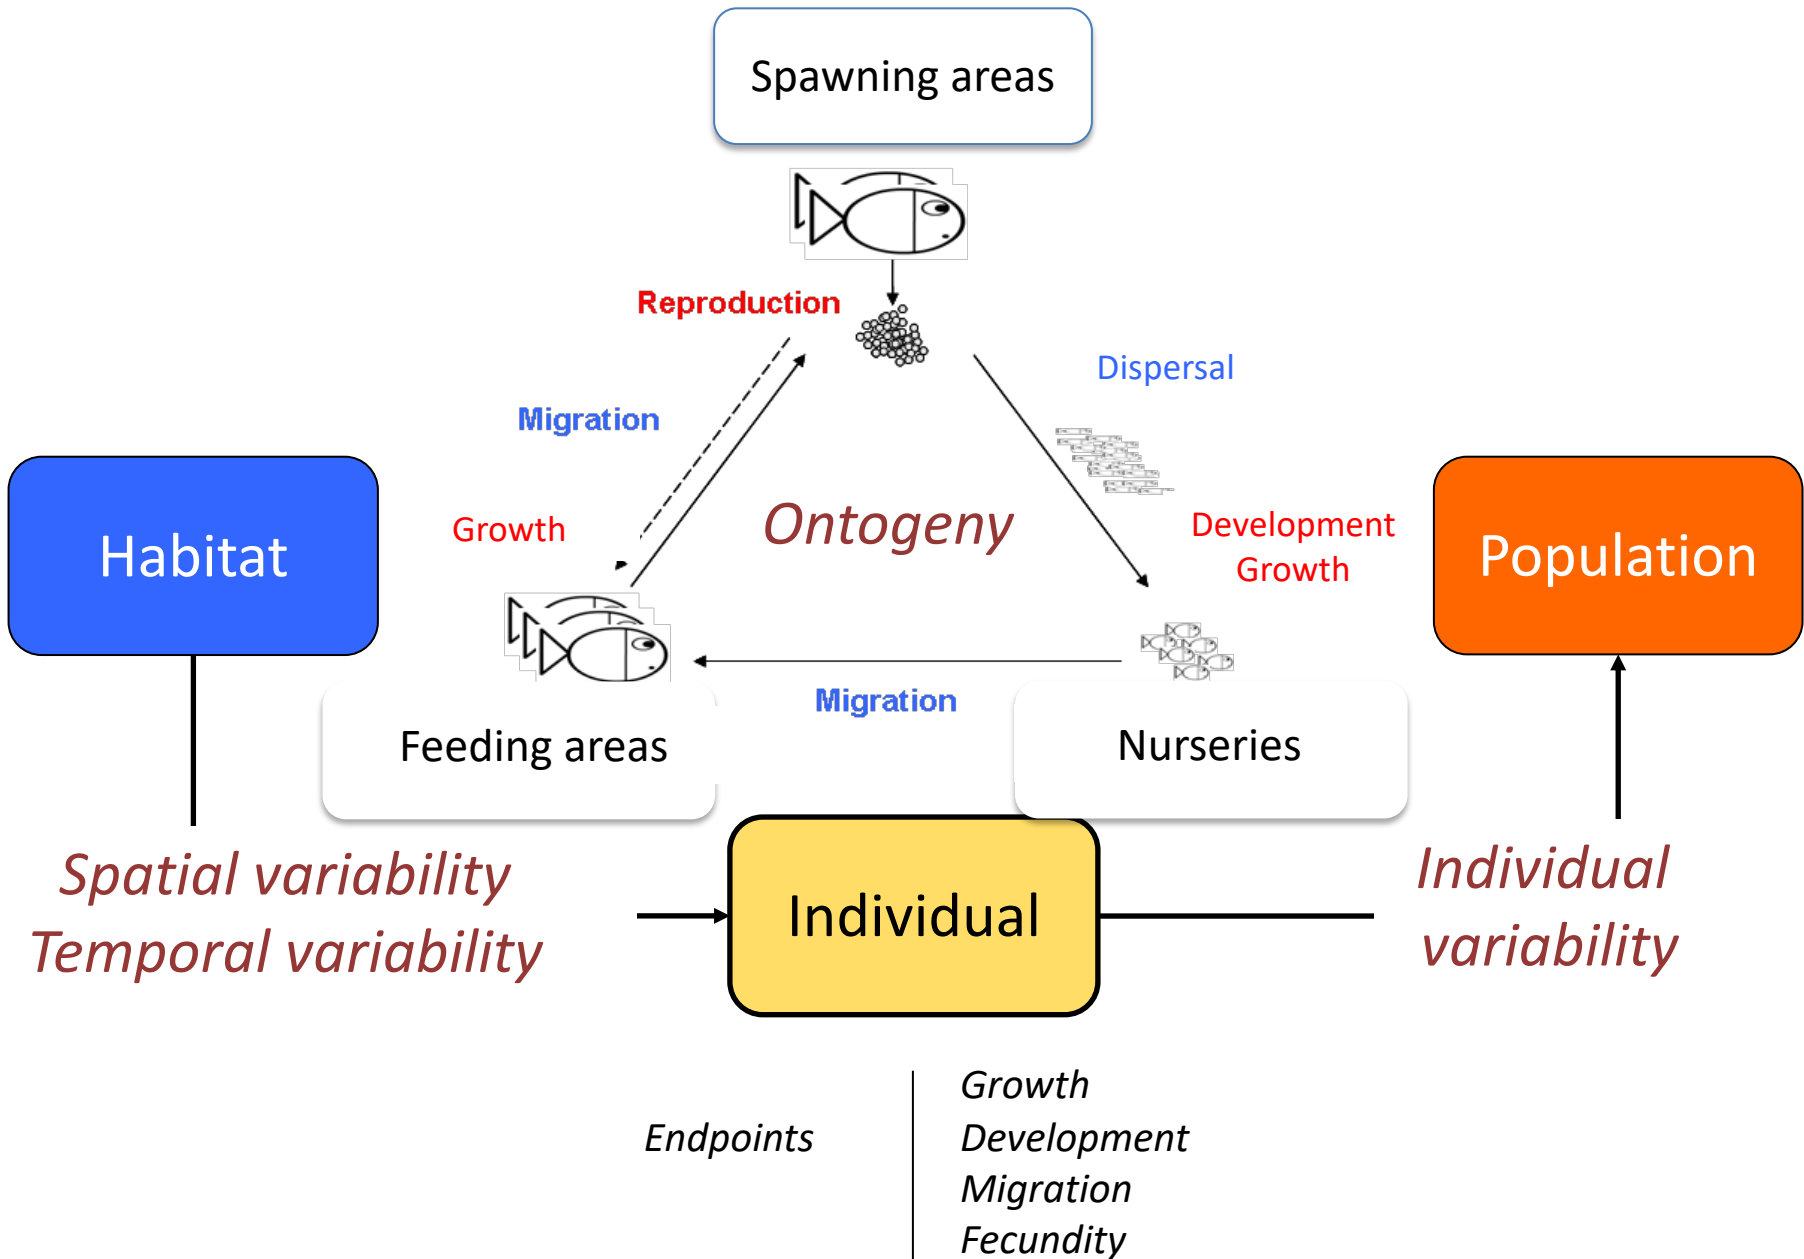 Spawning areas
Reproduction
Dispersal
Migration
Growth
Ontogeny
Development
Growth
Habitat
Population
Migration
Feeding areas
Nurseries
Spatial variability
Temporal variability
Individual
Individual
variability
Endpoints
Growth
Development
Migration
Fecundity